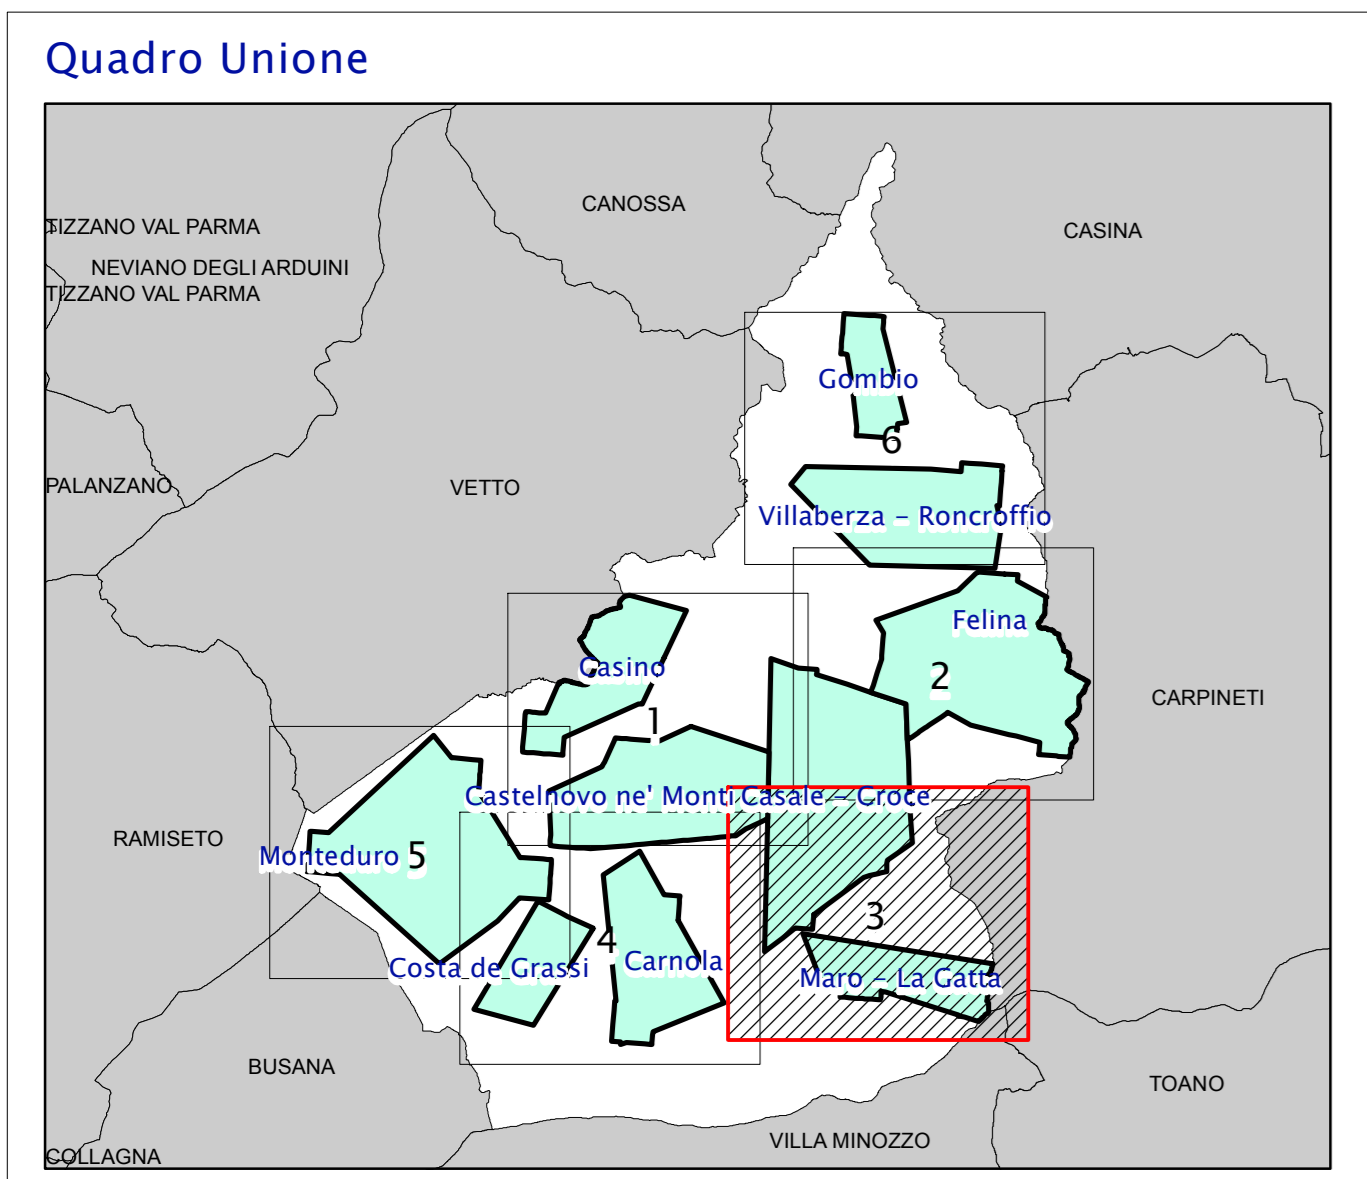 Quadro Unione
CANOSSA
TIZZANO VAL PARMA
CASINA
NEVIANO DEGLI ARDUINI
TIZZANO VAL PARMA
Gombio
6
PALANZANO
VETTO
Villaberza - Roncroffio
Felina
Casino
2
CARPINETI
1
Castelnovo ne' Monti
Casale - Croce
RAMISETO
Monteduro
5
3
4
Costa de Grassi
Carnola
Maro - La Gatta
BUSANA
TOANO
VILLA MINOZZO
COLLAGNA